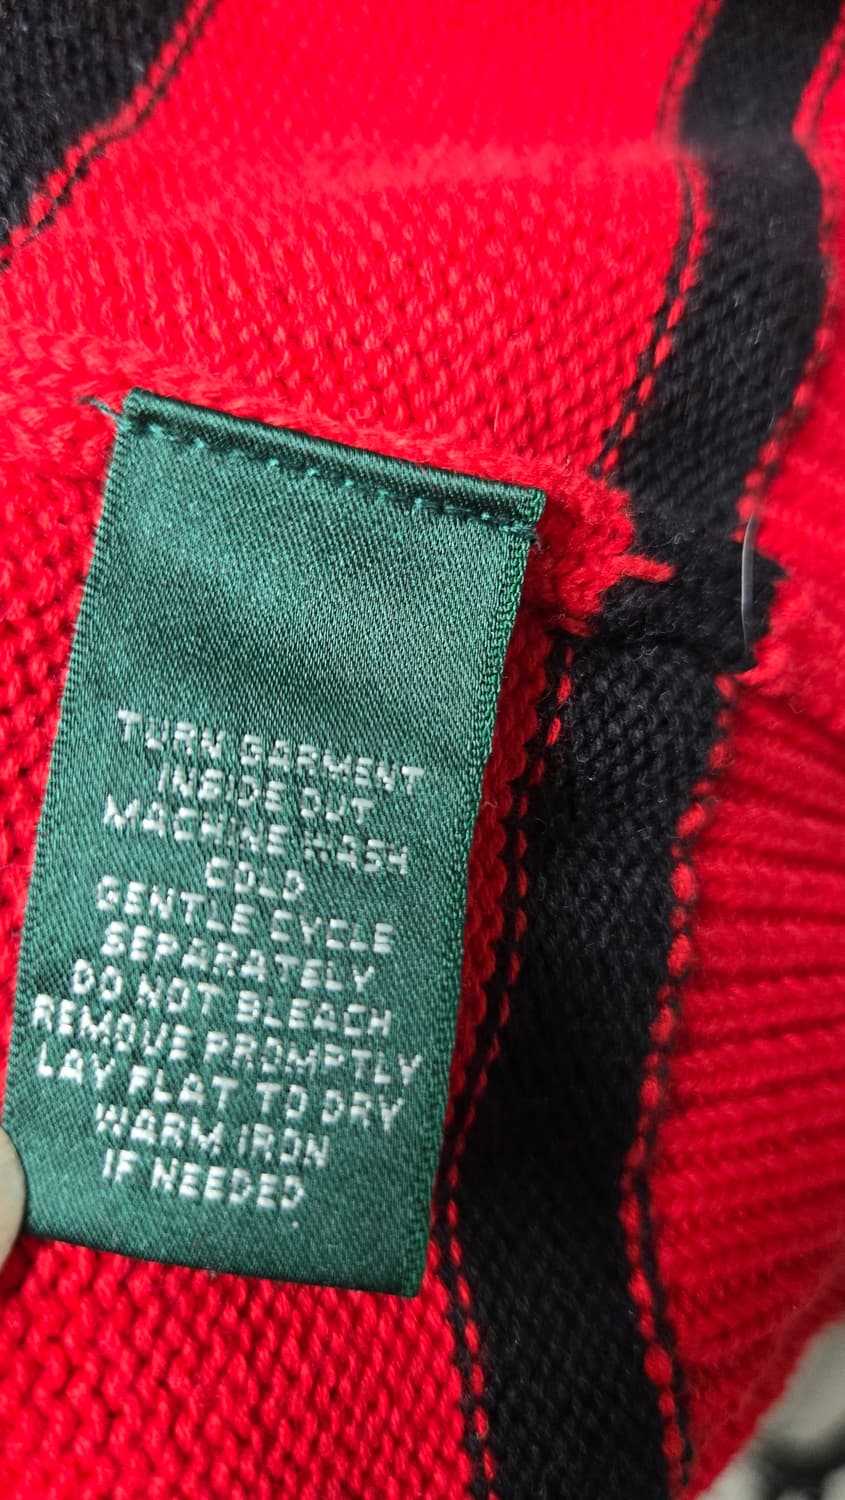 TURN GARMENT
INSIDE OUT
MACHINE WASH
COLD
GENTLE CYCLE
SEPARATELY
DO NOT BLEACH
REMOVE PROMPTLY
LAY FLAT TO DRY
WARM IRON
IF NEEDED